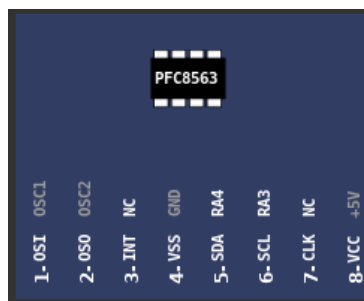 PFC8563
1-OSI OSC1
2-OSO OSC2
3-INT NC
4-VSS GND
5-SDA RA4
6-SCL RA3
7-CLK NC
8-VCC +5V